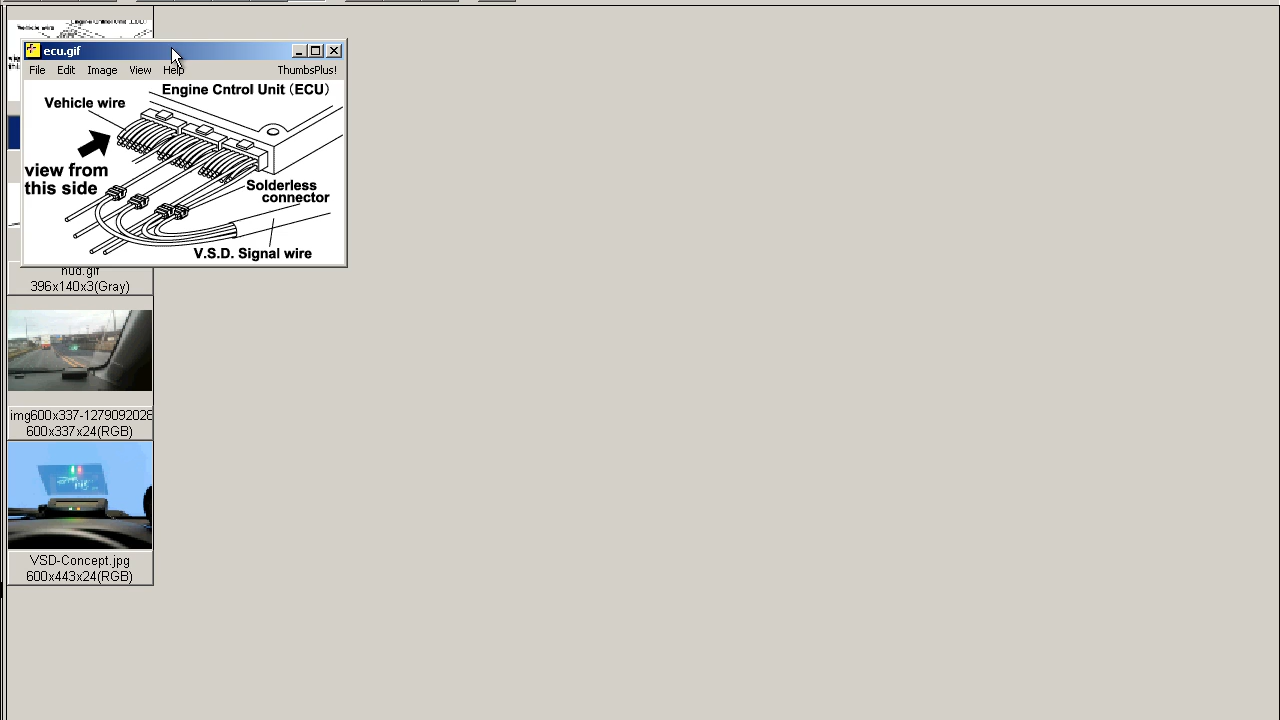 ecu.gif
File Edit Image View Help ThumbsPlus!
Engine Cntrol Unit (ECU)
Vehicle wire
view from
this side
Solderless
connector
V.S.D. Signal wire
hud.gif
396x140x3(Gray)
img600x337-1279092028
600x337x24(RGB)
VSD-Concept.jpg
600x443x24(RGB)